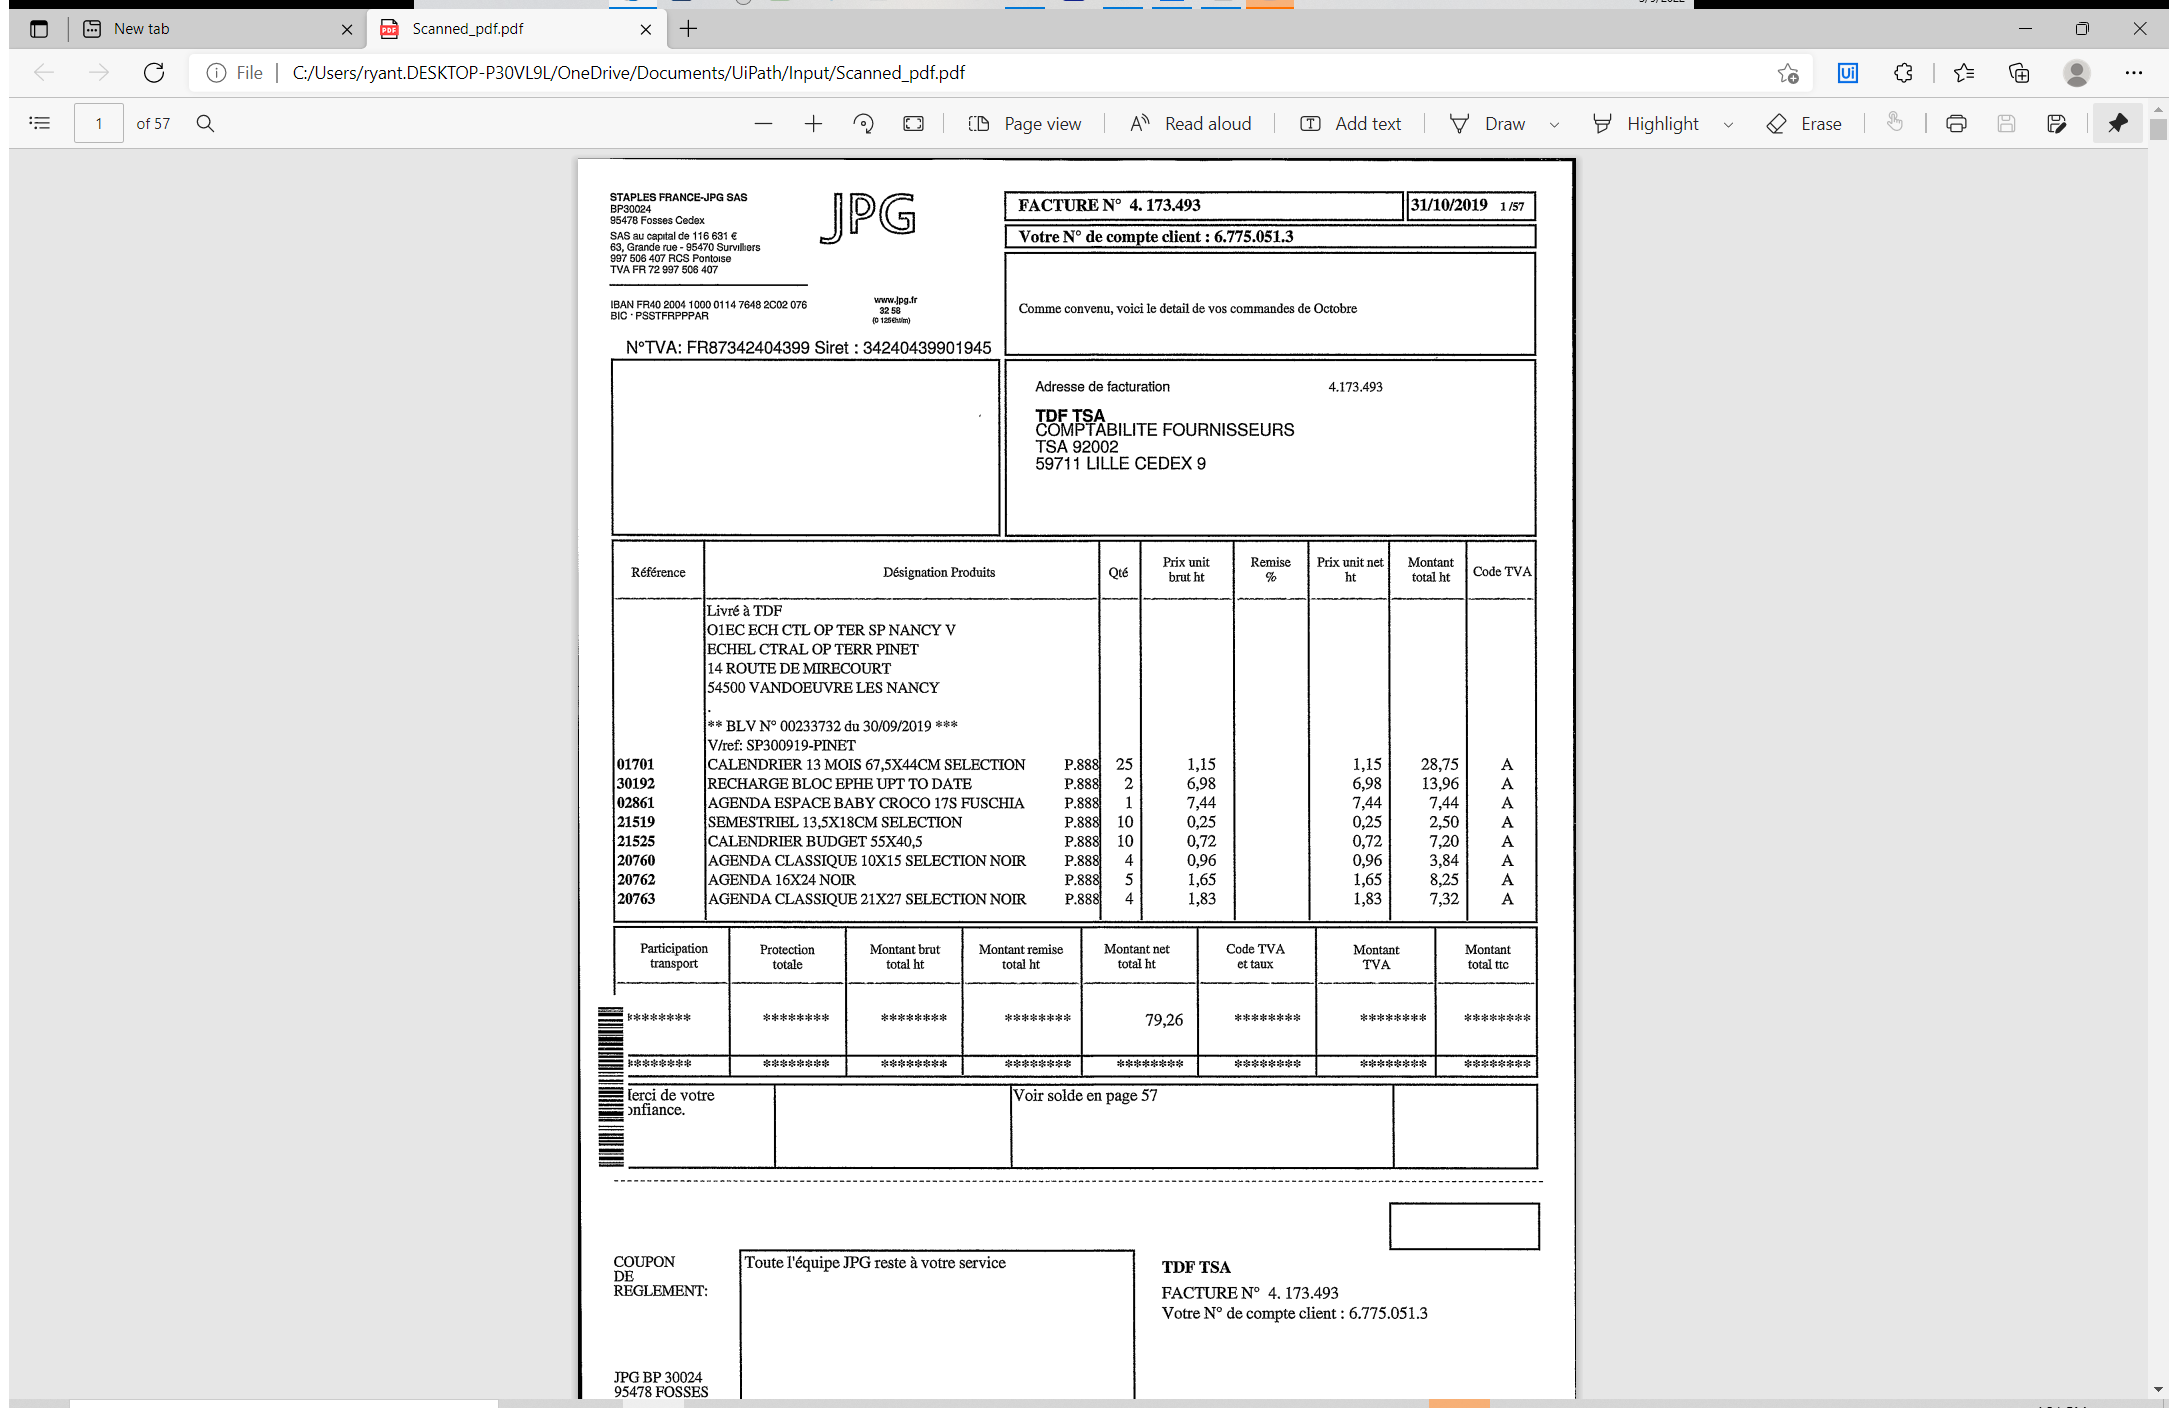 New tab
Scanned_pdf.pdf
File | C:/Users/ryant.DESKTOP-P30VL9L/OneDrive/Documents/UiPath/Input/Scanned_pdf.pdf
1 of 57
Page view
Read aloud
Add text
Draw
Highlight
Erase
STAPLES FRANCE-JPG SAS
BP30024
95478 Fosses Cedex
SAS au capital de 116 631 €
63, Grande rue - 95470 Survilliers
997 506 407 RCS Pontoise
TVA FR 72 997 506 407
JPG
IBAN FR40 2004 1000 0114 7648 2C02 076
BIC · PSSTFRPPPAR
www.jpg.fr
32 58
N°TVA: FR87342404399 Siret : 34240439901945
FACTURE N° 4. 173.493 31/10/2019 1 /57
Votre N° de compte client : 6.775.051.3
Comme convenu, voici le detail de vos commandes de Octobre
Adresse de facturation 4.173.493
TDF TSA
COMPTABILITE FOURNISSEURS
TSA 92002
59711 LILLE CEDEX 9
Référence Désignation Produits Qté Prix unit brut ht Remise % Prix unit net ht Montant total ht Code TVA
Livré à TDF
O1EC ECH CTL OP TER SP NANCY V
ECHEL CTRAL OP TERR PINET
14 ROUTE DE MIRECOURT
54500 VANDOEUVRE LES NANCY
.
** BLV N° 00233732 du 30/09/2019 ***
V/ref: SP300919-PINET
01701 CALENDRIER 13 MOIS 67,5X44CM SELECTION P.888 25 1,15 1,15 28,75 A
30192 RECHARGE BLOC EPHE UPT TO DATE P.888 2 6,98 6,98 13,96 A
02861 AGENDA ESPACE BABY CROCO 17S FUSCHIA P.888 1 7,44 7,44 7,44 A
21519 SEMESTRIEL 13,5X18CM SELECTION P.888 10 0,25 0,25 2,50 A
21525 CALENDRIER BUDGET 55X40,5 P.888 10 0,72 0,72 7,20 A
20760 AGENDA CLASSIQUE 10X15 SELECTION NOIR P.888 4 0,96 0,96 3,84 A
20762 AGENDA 16X24 NOIR P.888 5 1,65 1,65 8,25 A
20763 AGENDA CLASSIQUE 21X27 SELECTION NOIR P.888 4 1,83 1,83 7,32 A
Participation transport Protection totale Montant brut total ht Montant remise total ht Montant net total ht Code TVA et taux Montant TVA Montant total ttc
******** ******** ******** ******** 79,26 ******** ******** ********
******** ******** ******** ******** ******** ******** ******** ********
erci de votre
onfiance.
Voir solde en page 57
COUPON
DE
REGLEMENT:
Toute l'équipe JPG reste à votre service
TDF TSA
FACTURE N° 4. 173.493
Votre N° de compte client : 6.775.051.3
JPG BP 30024
95478 FOSSES